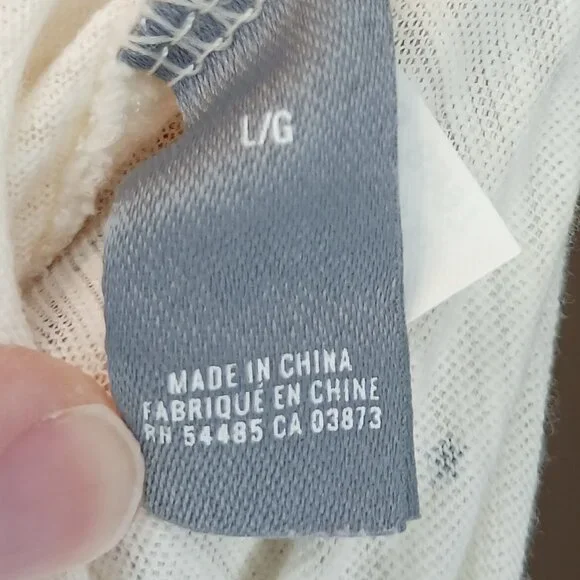 L/G
MADE IN CHINA
FABRIQUÉ EN CHINE
RN 54485 CA 03873